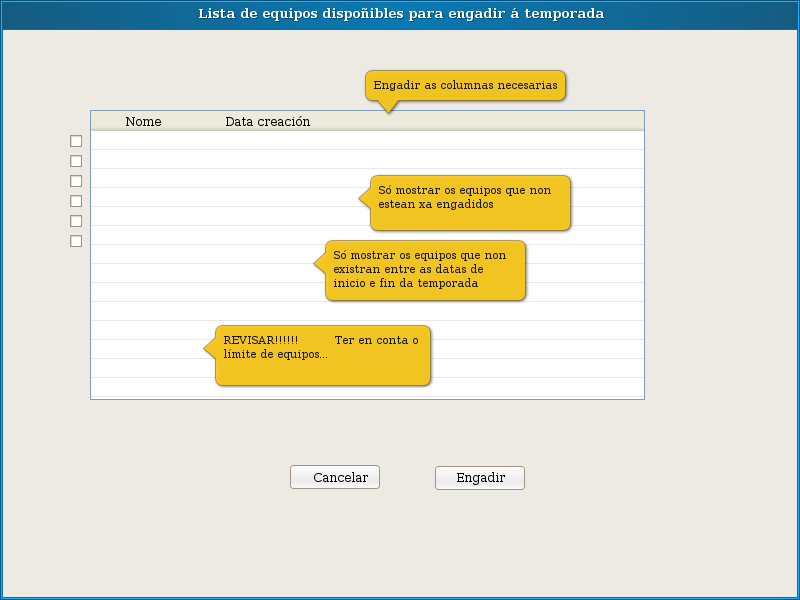 Lista de equipos dispoñibles para engadir á temporada
Engadir as columnas necesarias
Nome Data creación
Só mostrar os equipos que non
estean xa engadidos
Só mostrar os equipos que non
existran entre as datas de
inicio e fin da temporada
REVISAR!!!!!! Ter en conta o
límite de equipos...
Cancelar Engadir